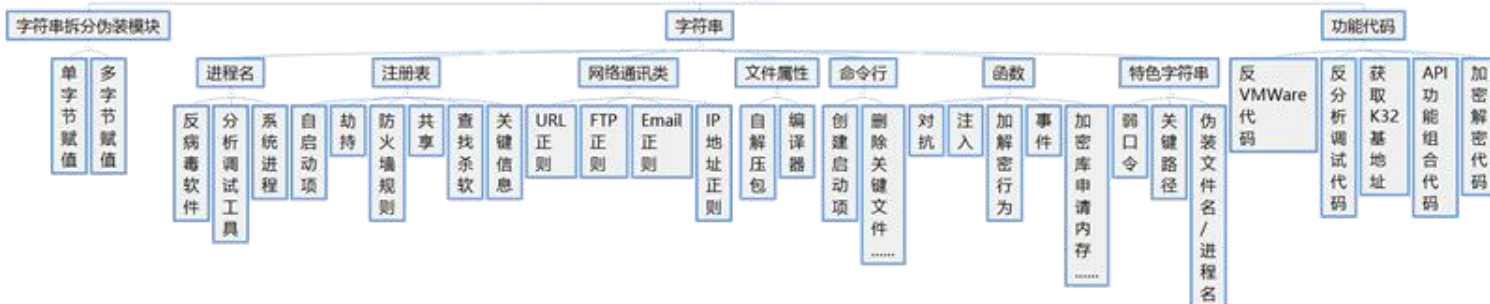 字符串拆分伪装模块
字符串
功能代码
单字节赋值
多字节赋值
进程名
注册表
网络通讯类
文件属性
命令行
函数
特色字符串
反VMWare代码
反分析调试代码
获取K32基地址
API功能组合代码
加密解密代码
反病毒软件
分析调试工具
系统进程
自启动项
劫持
防火墙规则
共享
查找杀软
关键信息
URL正则
FTP正则
Email正则
IP地址正则
自解压包
编译器
创建启动项
删除关键文件
......
对抗
注入
加解密行为
事件
加密库申请内存
......
弱口令
关键路径
伪装文件名/进程名